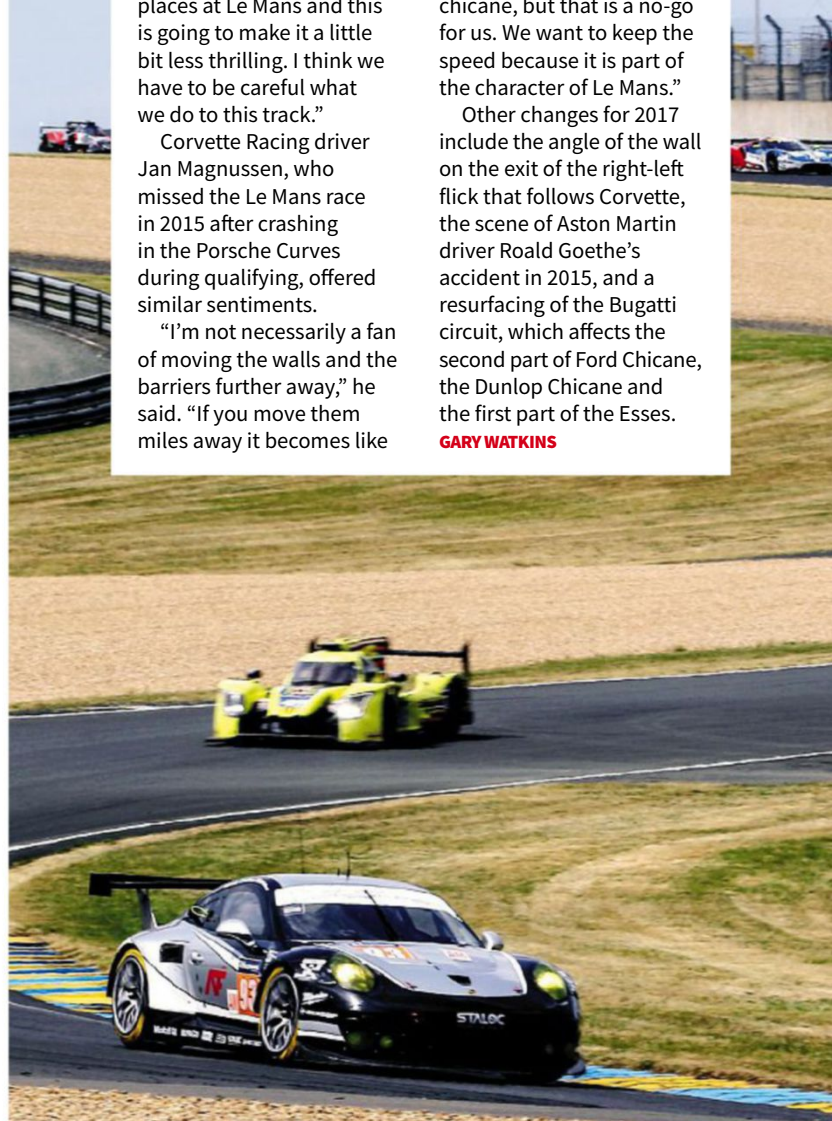 places at Le Mans and this
is going to make it a little
bit less thrilling. I think we
have to be careful what
we do to this track.”
Corvette Racing driver
Jan Magnussen, who
missed the Le Mans race
in 2015 after crashing
in the Porsche Curves
during qualifying, offered
similar sentiments.
“I’m not necessarily a fan
of moving the walls and the
barriers further away,” he
said. “If you move them
miles away it becomes like
chicane, but that is a no-go
for us. We want to keep the
speed because it is part of
the character of Le Mans.”
Other changes for 2017
include the angle of the wall
on the exit of the right-left
flick that follows Corvette,
the scene of Aston Martin
driver Roald Goethe’s
accident in 2015, and a
resurfacing of the Bugatti
circuit, which affects the
second part of Ford Chicane,
the Dunlop Chicane and
the first part of the Esses.
GARY WATKINS
93
93
STALOC